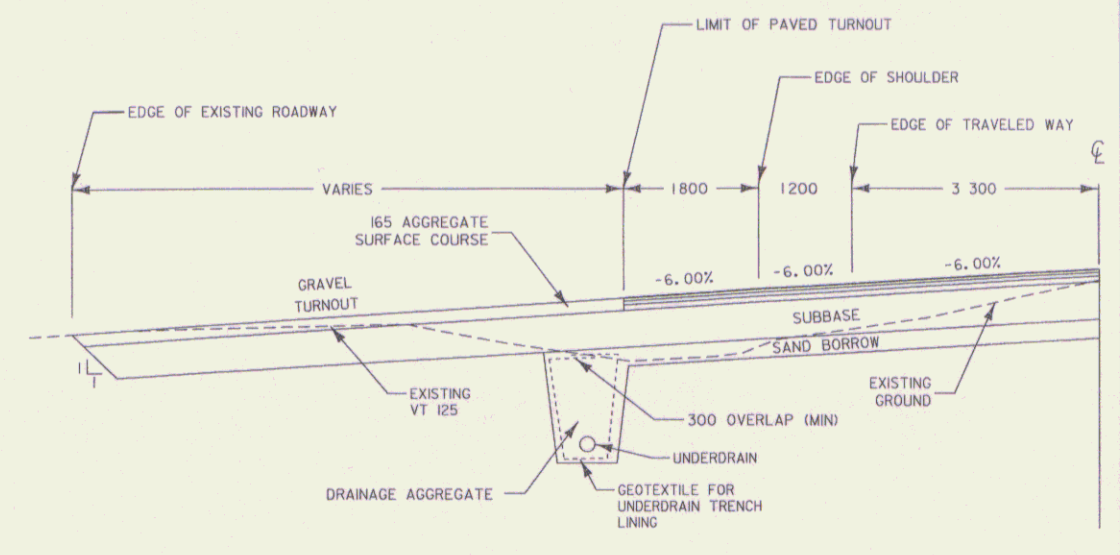 LIMIT OF PAVED TURNOUT
EDGE OF SHOULDER
EDGE OF EXISTING ROADWAY
EDGE OF TRAVELED WAY
℄
VARIES
1800
1200
3 300
165 AGGREGATE
SURFACE COURSE
-6.00%
-6.00%
-6.00%
GRAVEL
TURNOUT
SUBBASE
SAND BORROW
1
1
EXISTING
VT 125
EXISTING
GROUND
300 OVERLAP (MIN)
UNDERDRAIN
DRAINAGE AGGREGATE
GEOTEXTILE FOR
UNDERDRAIN TRENCH
LINING